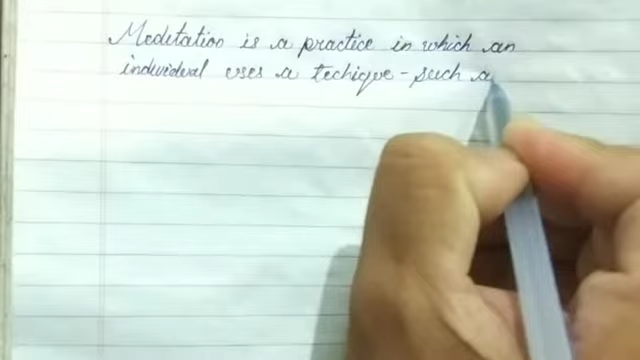 Meditation is a practice in which an
individual uses a techique - such a